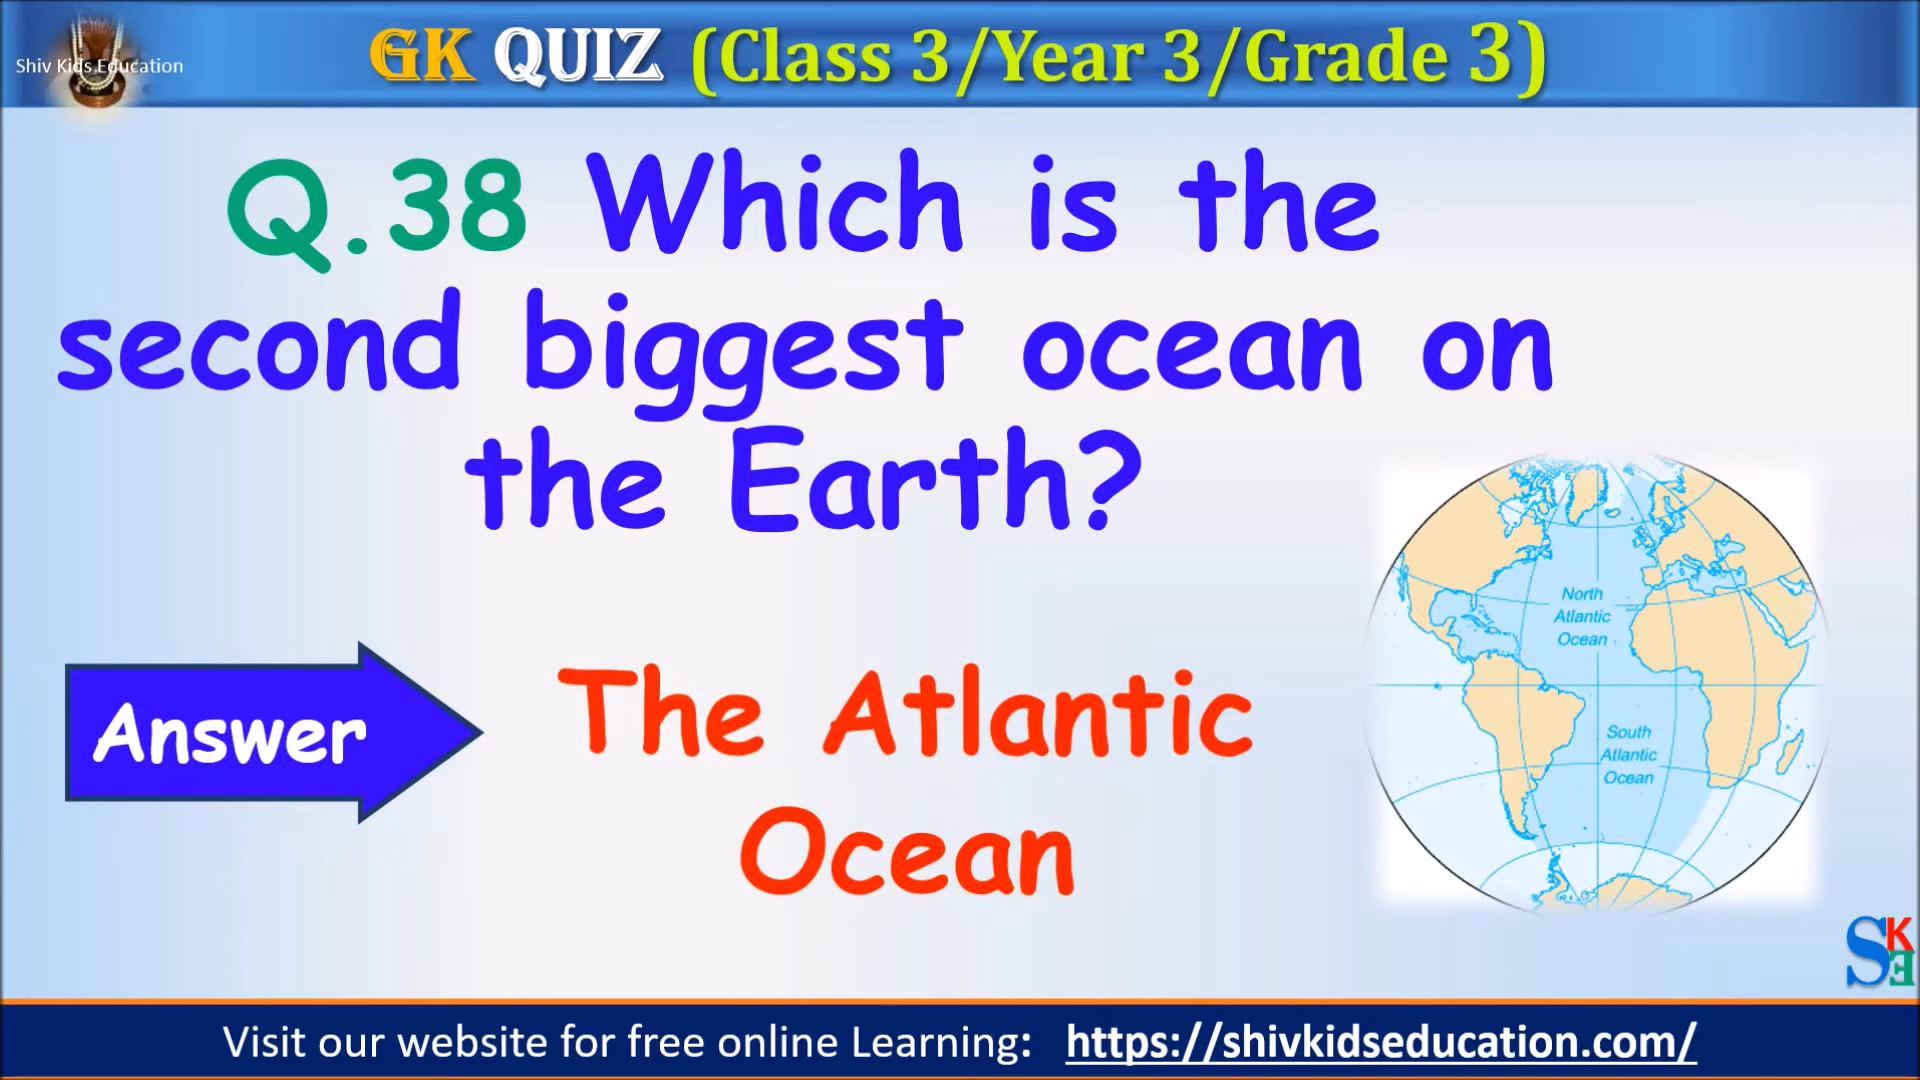 Shiv Kids Education
GK QUIZ (Class 3/Year 3/Grade 3)
Q.38 Which is the
second biggest ocean on
the Earth?
Answer
The Atlantic
Ocean
North
Atlantic
Ocean
South
Atlantic
Ocean
SKE
Visit our website for free online Learning: https://shivkidseducation.com/